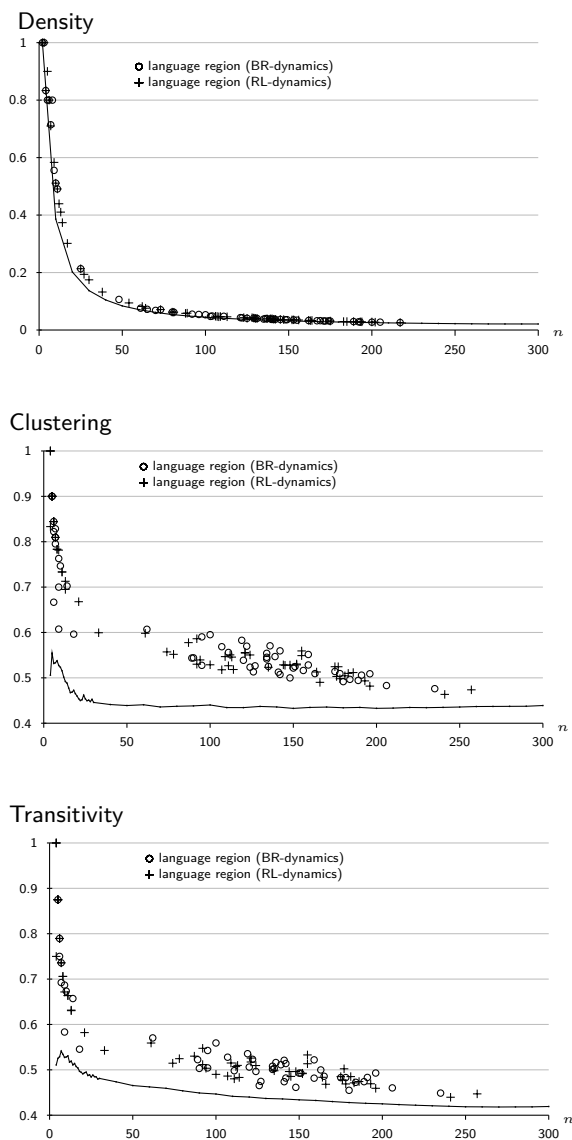 Density
1
language region (BR-dynamics)
language region (RL-dynamics)
0.8
0.6
0.4
0.2
0
n
0 50 100 150 200 250 300
Clustering
1
language region (BR-dynamics)
language region (RL-dynamics)
0.9
0.8
0.7
0.6
0.5
0.4
n
0 50 100 150 200 250 300
Transitivity
1
language region (BR-dynamics)
language region (RL-dynamics)
0.9
0.8
0.7
0.6
0.5
0.4
n
0 50 100 150 200 250 300